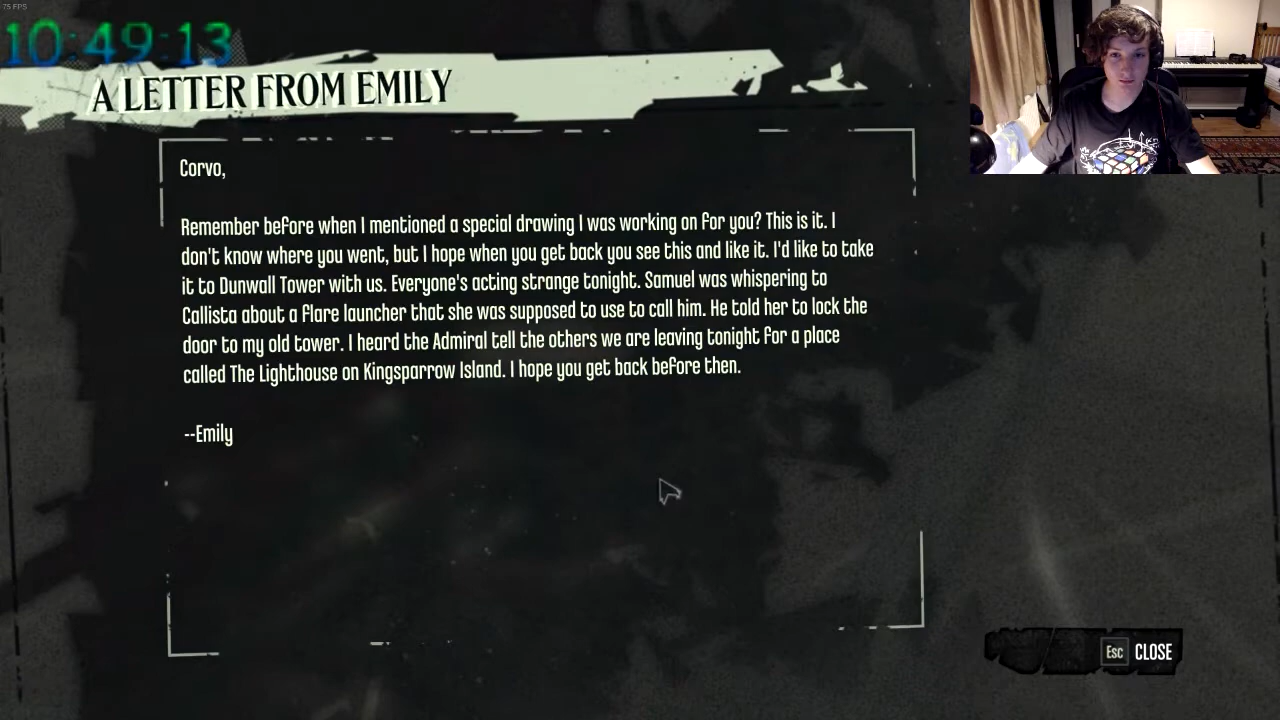 75 FPS
10:49:13
A LETTER FROM EMILY
Corvo,
Remember before when I mentioned a special drawing I was working on for you? This is it. I
don't know where you went, but I hope when you get back you see this and like it. I'd like to take
it to Dunwall Tower with us. Everyone's acting strange tonight. Samuel was whispering to
Callista about a flare launcher that she was supposed to use to call him. He told her to lock the
door to my old tower. I heard the Admiral tell the others we are leaving tonight for a place
called The Lighthouse on Kingsparrow Island. I hope you get back before then.
--Emily
Esc CLOSE